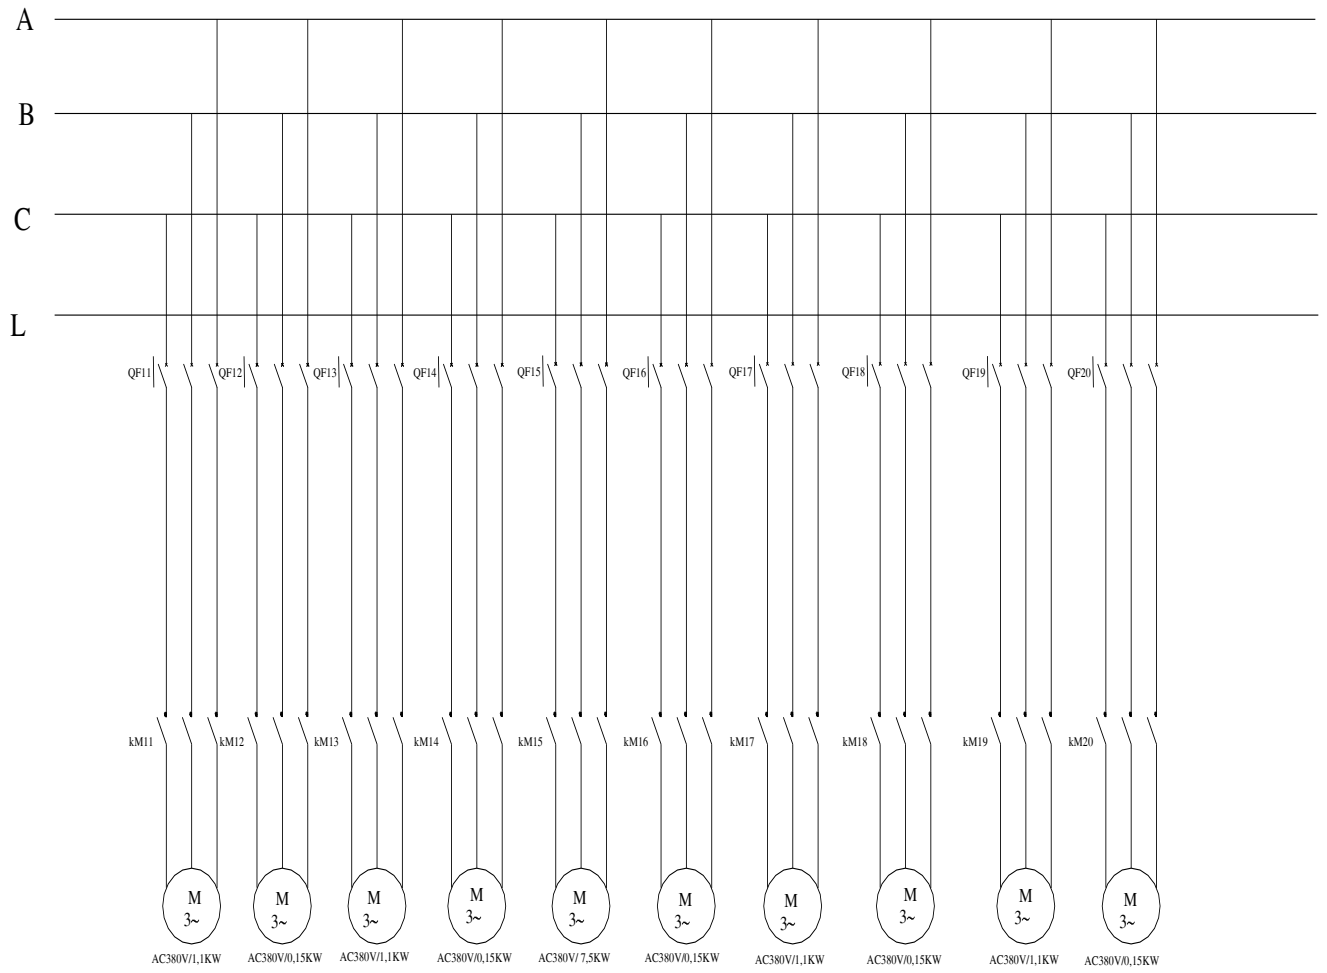 A
B
C
L
QF11 QF12 QF13 QF14 QF15 QF16 QF17 QF18 QF19 QF20
kM11 kM12 kM13 kM14 kM15 kM16 kM17 kM18 kM19 kM20
M M M M M M M M M M
3~ 3~ 3~ 3~ 3~ 3~ 3~ 3~ 3~ 3~
AC380V/1,1KW AC380V/0,15KW AC380V/1,1KW AC380V/0,15KW AC380V/ 7,5KW AC380V/0,15KW AC380V/1,1KW AC380V/0,15KW AC380V/1,1KW AC380V/0,15KW